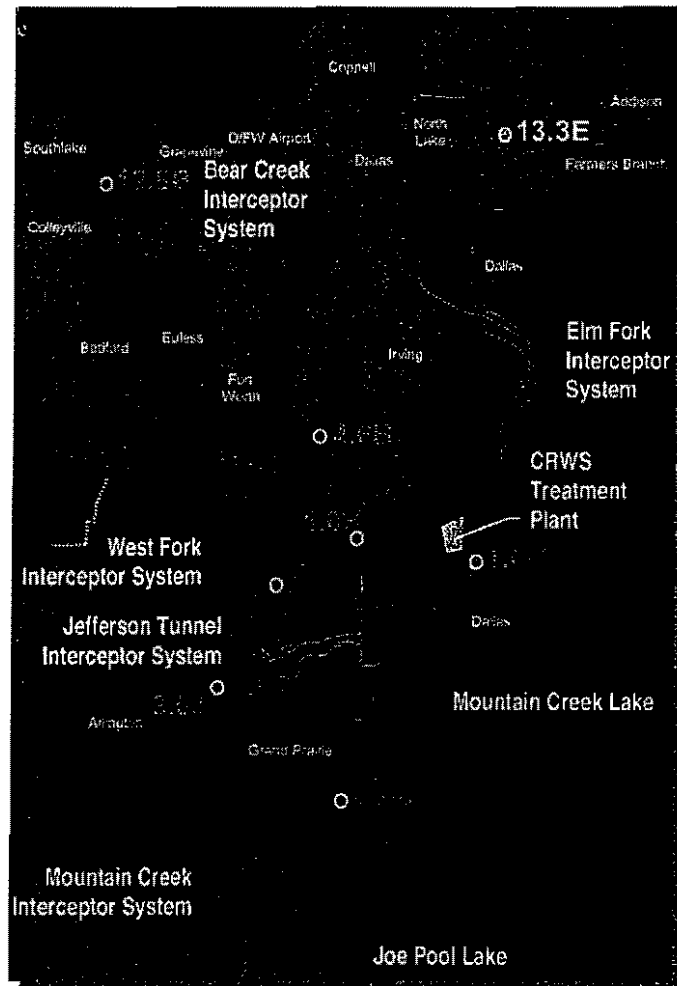 Coppell
Addison
North
Lake
13.3E
D/FW Airport
Southlake
Grapevine
Dallas
Farmers Branch
Bear Creek
Interceptor
System
Colleyville
Dallas
Elm Fork
Interceptor
System
Bedford
Euless
Irving
Fort
Worth
CRWS
Treatment
Plant
West Fork
Interceptor System
Jefferson Tunnel
Interceptor System
Dallas
Mountain Creek Lake
Arlington
Grand Prairie
Mountain Creek
Interceptor System
Joe Pool Lake